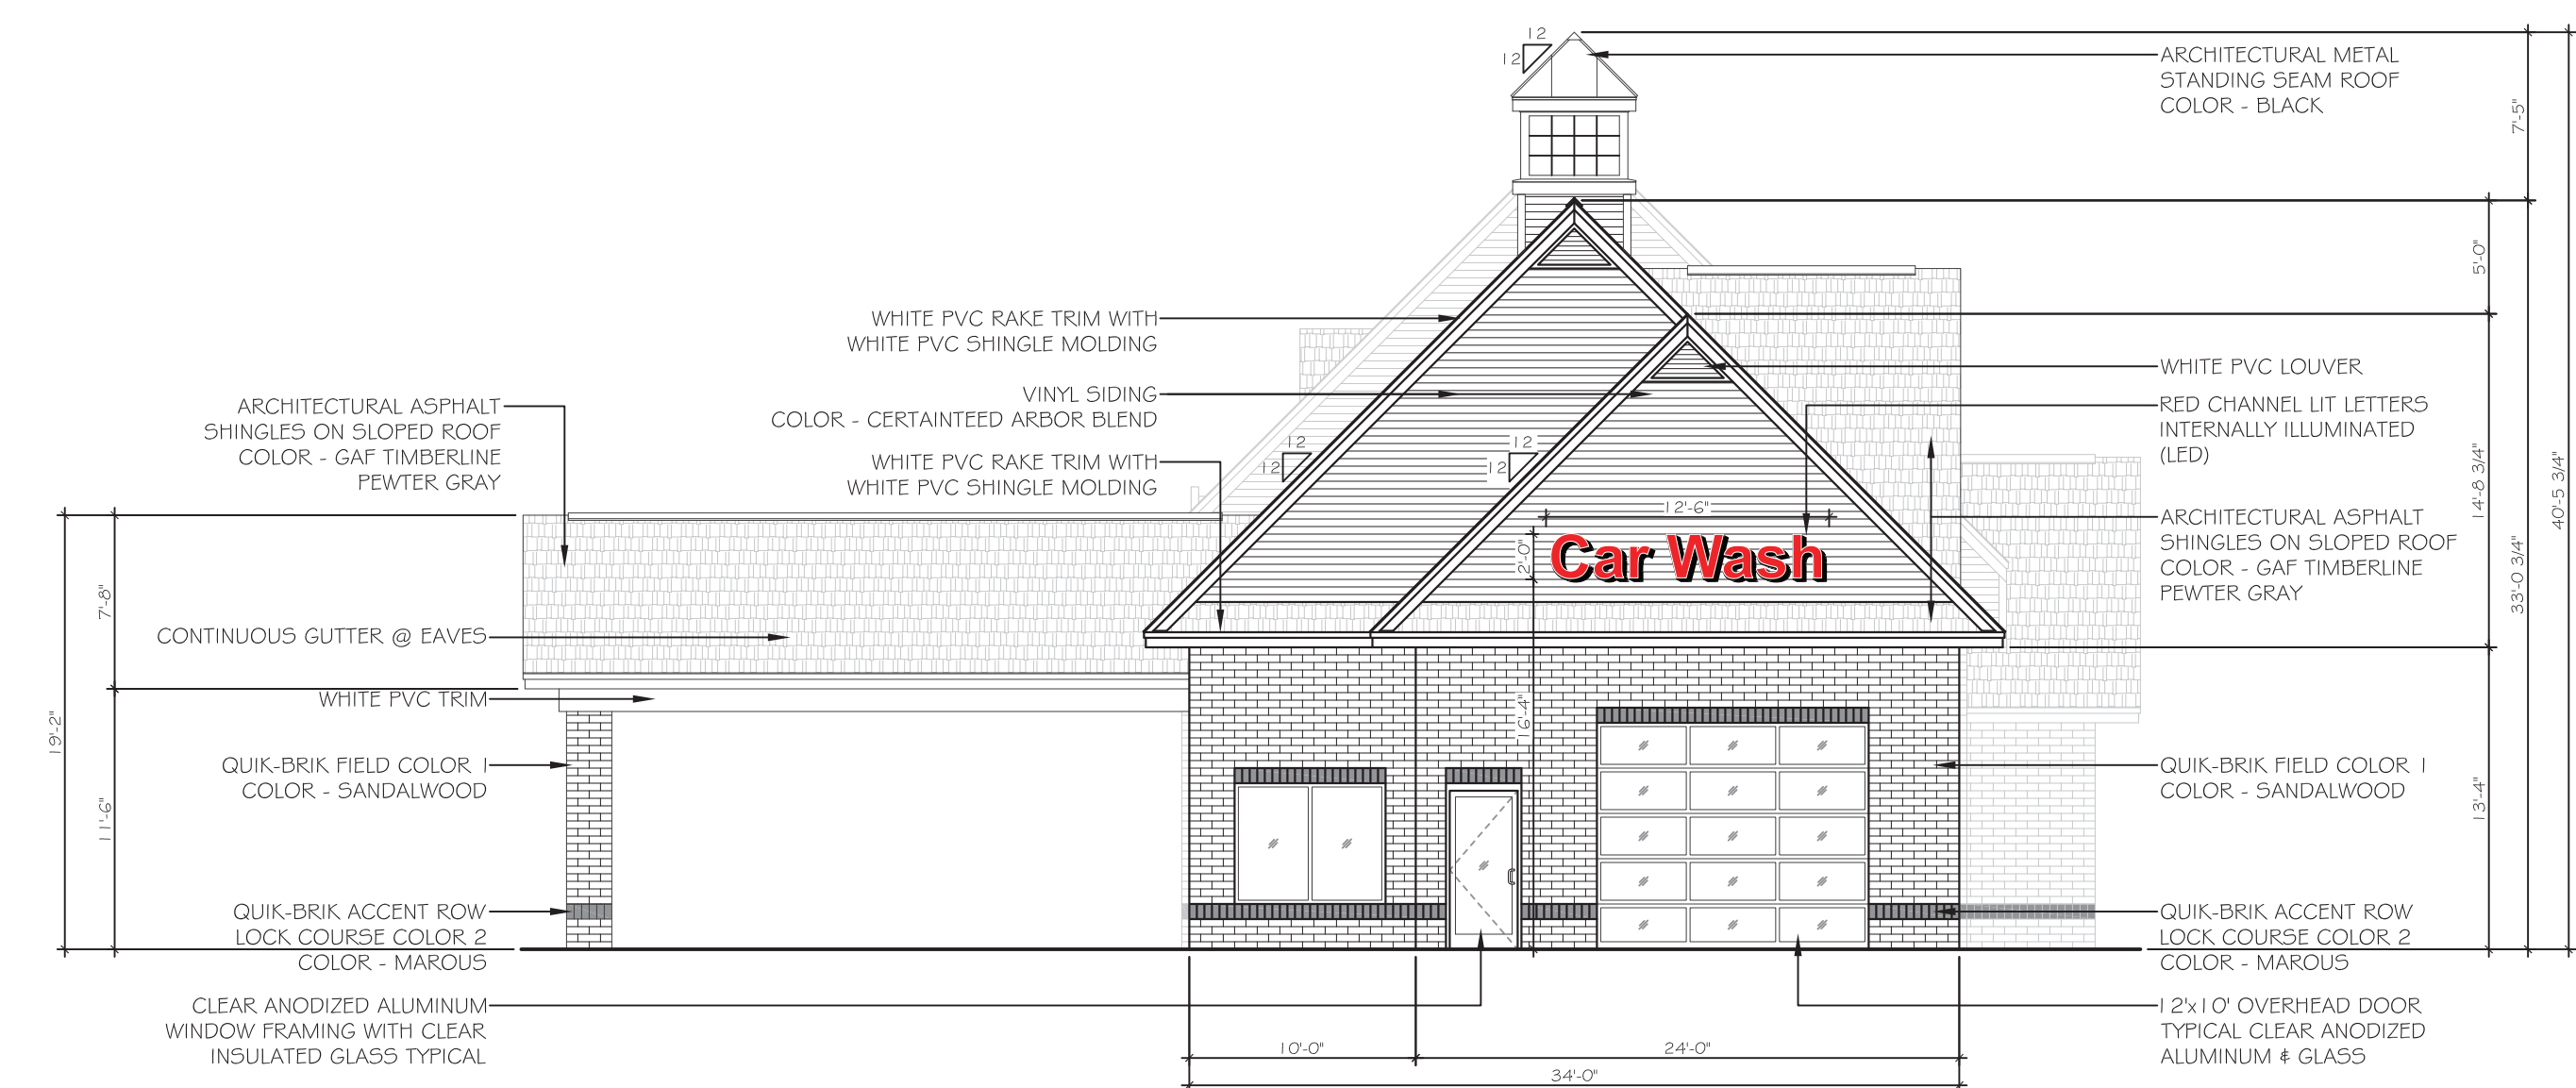 12
12
ARCHITECTURAL METAL
STANDING SEAM ROOF
COLOR - BLACK
7'-5"
5'-0"
WHITE PVC RAKE TRIM WITH
WHITE PVC SHINGLE MOLDING
VINYL SIDING
COLOR - CERTAINTEED ARBOR BLEND
WHITE PVC RAKE TRIM WITH
WHITE PVC SHINGLE MOLDING
ARCHITECTURAL ASPHALT
SHINGLES ON SLOPED ROOF
COLOR - GAF TIMBERLINE
PEWTER GRAY
12
12
12
12
WHITE PVC LOUVER
RED CHANNEL LIT LETTERS
INTERNALLY ILLUMINATED
(LED)
14'-8 3/4"
40'-5 3/4"
33'-0 3/4"
ARCHITECTURAL ASPHALT
SHINGLES ON SLOPED ROOF
COLOR - GAF TIMBERLINE
PEWTER GRAY
12'-6"
2'-0"
Car Wash
7'-8"
CONTINUOUS GUTTER @ EAVES
WHITE PVC TRIM
19'-2"
11'-6"
16'-4"
QUIK-BRIK FIELD COLOR 1
COLOR - SANDALWOOD
QUIK-BRIK FIELD COLOR 1
COLOR - SANDALWOOD
13'-4"
QUIK-BRIK ACCENT ROW
LOCK COURSE COLOR 2
COLOR - MAROUS
QUIK-BRIK ACCENT ROW
LOCK COURSE COLOR 2
COLOR - MAROUS
CLEAR ANODIZED ALUMINUM
WINDOW FRAMING WITH CLEAR
INSULATED GLASS TYPICAL
12'x10' OVERHEAD DOOR
TYPICAL CLEAR ANODIZED
ALUMINUM & GLASS
10'-0"
24'-0"
34'-0"